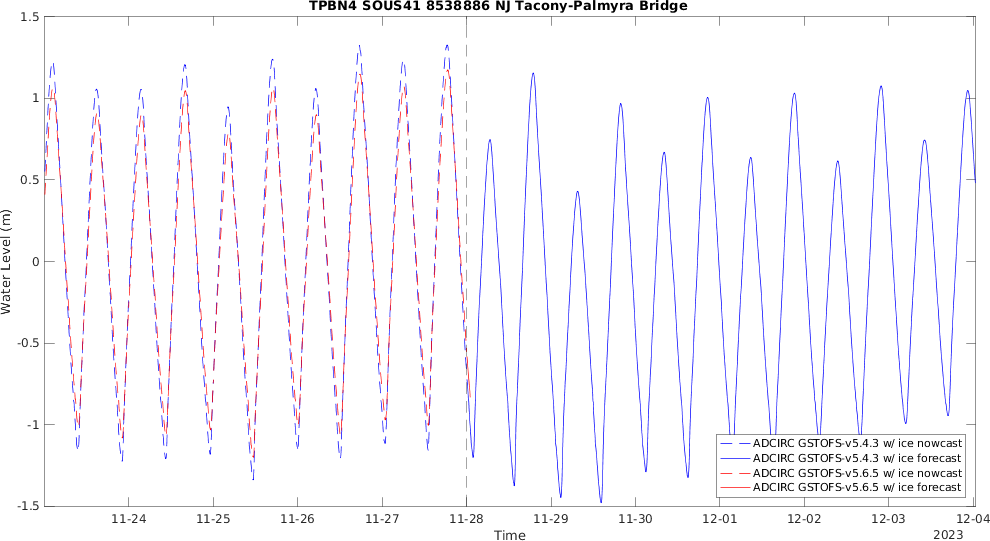 TPBN4 SOUS41 8538886 NJ Tacony-Palmyra Bridge
1.5
1
0.5
0
-0.5
-1
-1.5
Water Level (m)
ADCIRC GSTOFS-v5.4.3 w/ ice nowcast
ADCIRC GSTOFS-v5.4.3 w/ ice forecast
ADCIRC GSTOFS-v5.6.5 w/ ice nowcast
ADCIRC GSTOFS-v5.6.5 w/ ice forecast
11-24 11-25 11-26 11-27 11-28 11-29 11-30 12-01 12-02 12-03 12-04
Time
2023